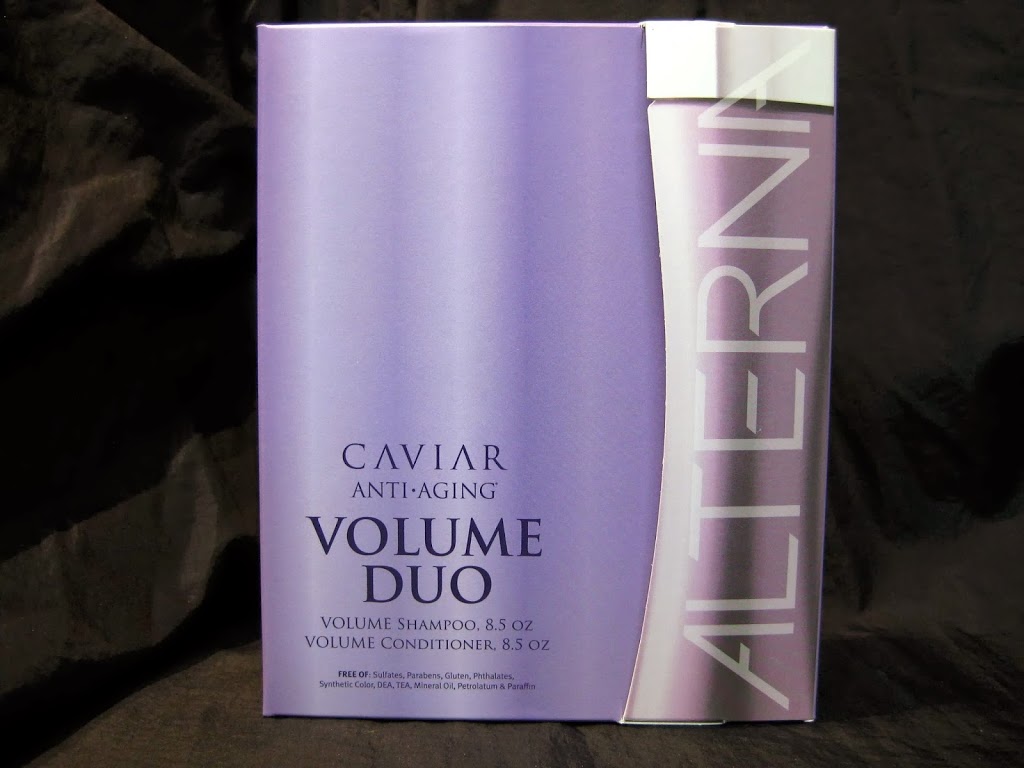 CAVIAR
ANTI·AGING
VOLUME
DUO
VOLUME SHAMPOO, 8.5 OZ
VOLUME CONDITIONER, 8.5 OZ
FREE OF: Sulfates, Parabens, Gluten, Phthalates,
Synthetic Color, DEA, TEA, Mineral Oil, Petrolatum & Paraffin
ALTERNA